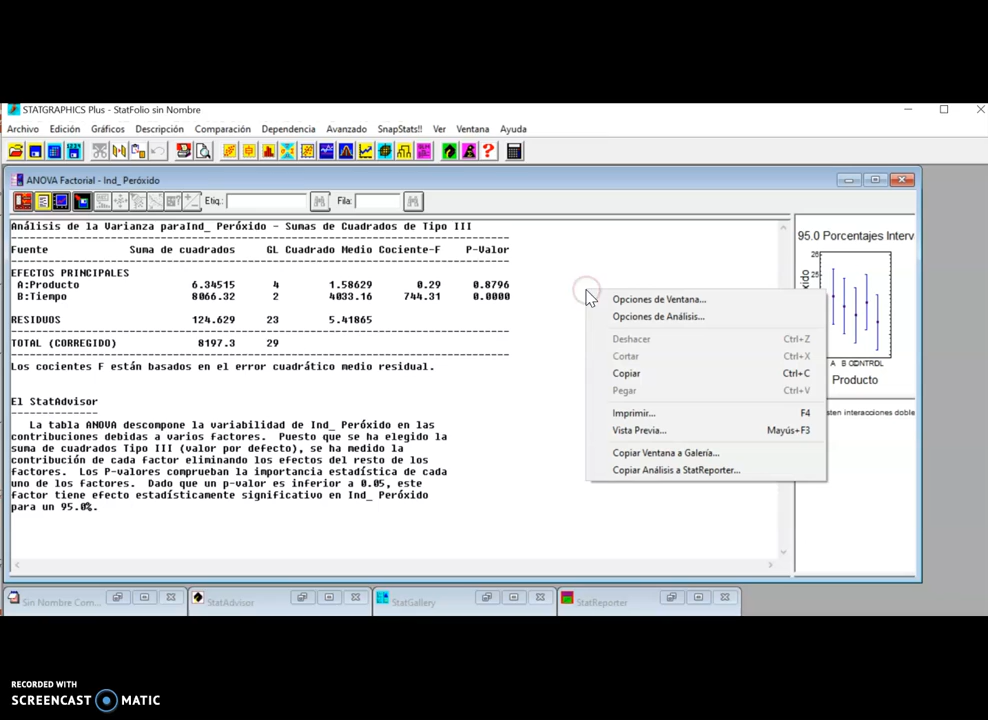 STATGRAPHICS Plus - StatFolio sin Nombre
Archivo Edición Gráficos Descripción Comparación Dependencia Avanzado SnapStats!! Ver Ventana Ayuda
ANOVA Factorial - Ind_ Peróxido
Etiq.: Fila:
Análisis de la Varianza paraInd_ Peróxido - Sumas de Cuadrados de Tipo III
Fuente Suma de cuadrados GL Cuadrado Medio Cociente-F P-Valor
EFECTOS PRINCIPALES
A:Producto 6.34515 4 1.58629 0.29 0.8796
B:Tiempo 8066.32 2 4033.16 744.31 0.0000
RESIDUOS 124.629 23 5.41865
TOTAL (CORREGIDO) 8197.3 29
Los cocientes F están basados en el error cuadrático medio residual.
El StatAdvisor
La tabla ANOVA descompone la variabilidad de Ind_ Peróxido en las
contribuciones debidas a varios factores. Puesto que se ha elegido la
suma de cuadrados Tipo III (valor por defecto), se ha medido la
contribución de cada factor eliminando los efectos del resto de los
factores. Los P-valores comprueban la importancia estadística de cada
uno de los factores. Dado que un p-valor es inferior a 0.05, este
factor tiene efecto estadísticamente significativo en Ind_ Peróxido
para un 95.0%.
Opciones de Ventana...
Opciones de Análisis...
Deshacer Ctrl+Z
Cortar Ctrl+X
Copiar Ctrl+C
Pegar Ctrl+V
Imprimir... F4
Vista Previa... Mayús+F3
Copiar Ventana a Galería...
Copiar Análisis a StatReporter...
95.0 Porcentajes Interv
A B CONTROL
Producto
sten interacciones doble
Sin Nombre Com...
StatAdvisor
StatGallery
StatReporter
RECORDED WITH
SCREENCAST MATIC